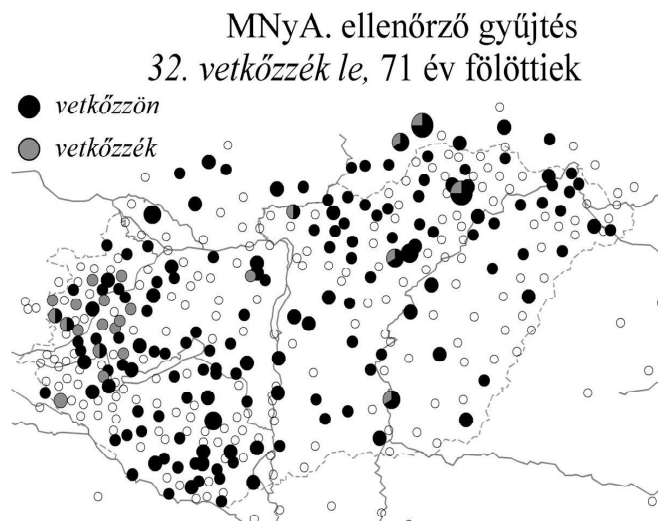 MNyA. ellenőrző gyűjtés
32. vetkőzzék le, 71 év fölöttiek
vetkőzzön
vetkőzzék